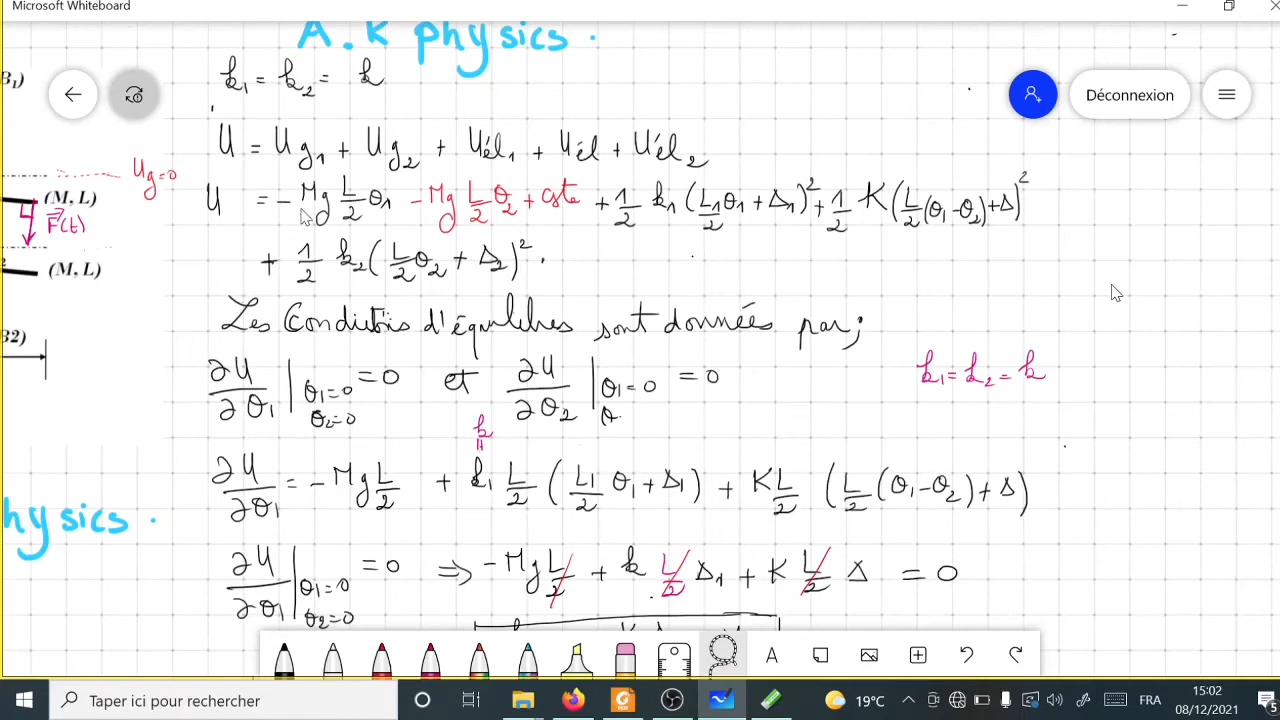 Microsoft Whiteboard
A.K physics.
B1)
k1 = k2 = k
Déconnexion
U = Ug1 + Ug2 + Uél1 + Uél + Uél2
Ug=0
(M, L)
F(t)
U = - Mg L/2 θ1 - Mg L/2 θ2 + cste + 1/2 k1 (L1/2 θ1 + Δ1)² + 1/2 K (L/2 (θ1 - θ2) + Δ)²
(M, L)
+ 1/2 k2 (L/2 θ2 + Δ2)².
Les Conditions d'équilibres sont données par;
B2)
∂U/∂θ1 | θ1=0 θ2=0 = 0 et ∂U/∂θ2 | θ1=0 θ. = 0
k1 = k2 = k
k
=
∂U/∂θ1 = - Mg L/2 + k1 L/2 (L1/2 θ1 + Δ1) + K L/2 (L/2 (θ1 - θ2) + Δ)
hysics.
∂U/∂θ1 | θ1=0 θ2=0 = 0 ⇒ - Mg L/2 + k L/2 Δ1 + K L/2 Δ = 0
A
Taper ici pour rechercher
19°C
FRA
15:02
08/12/2021
5